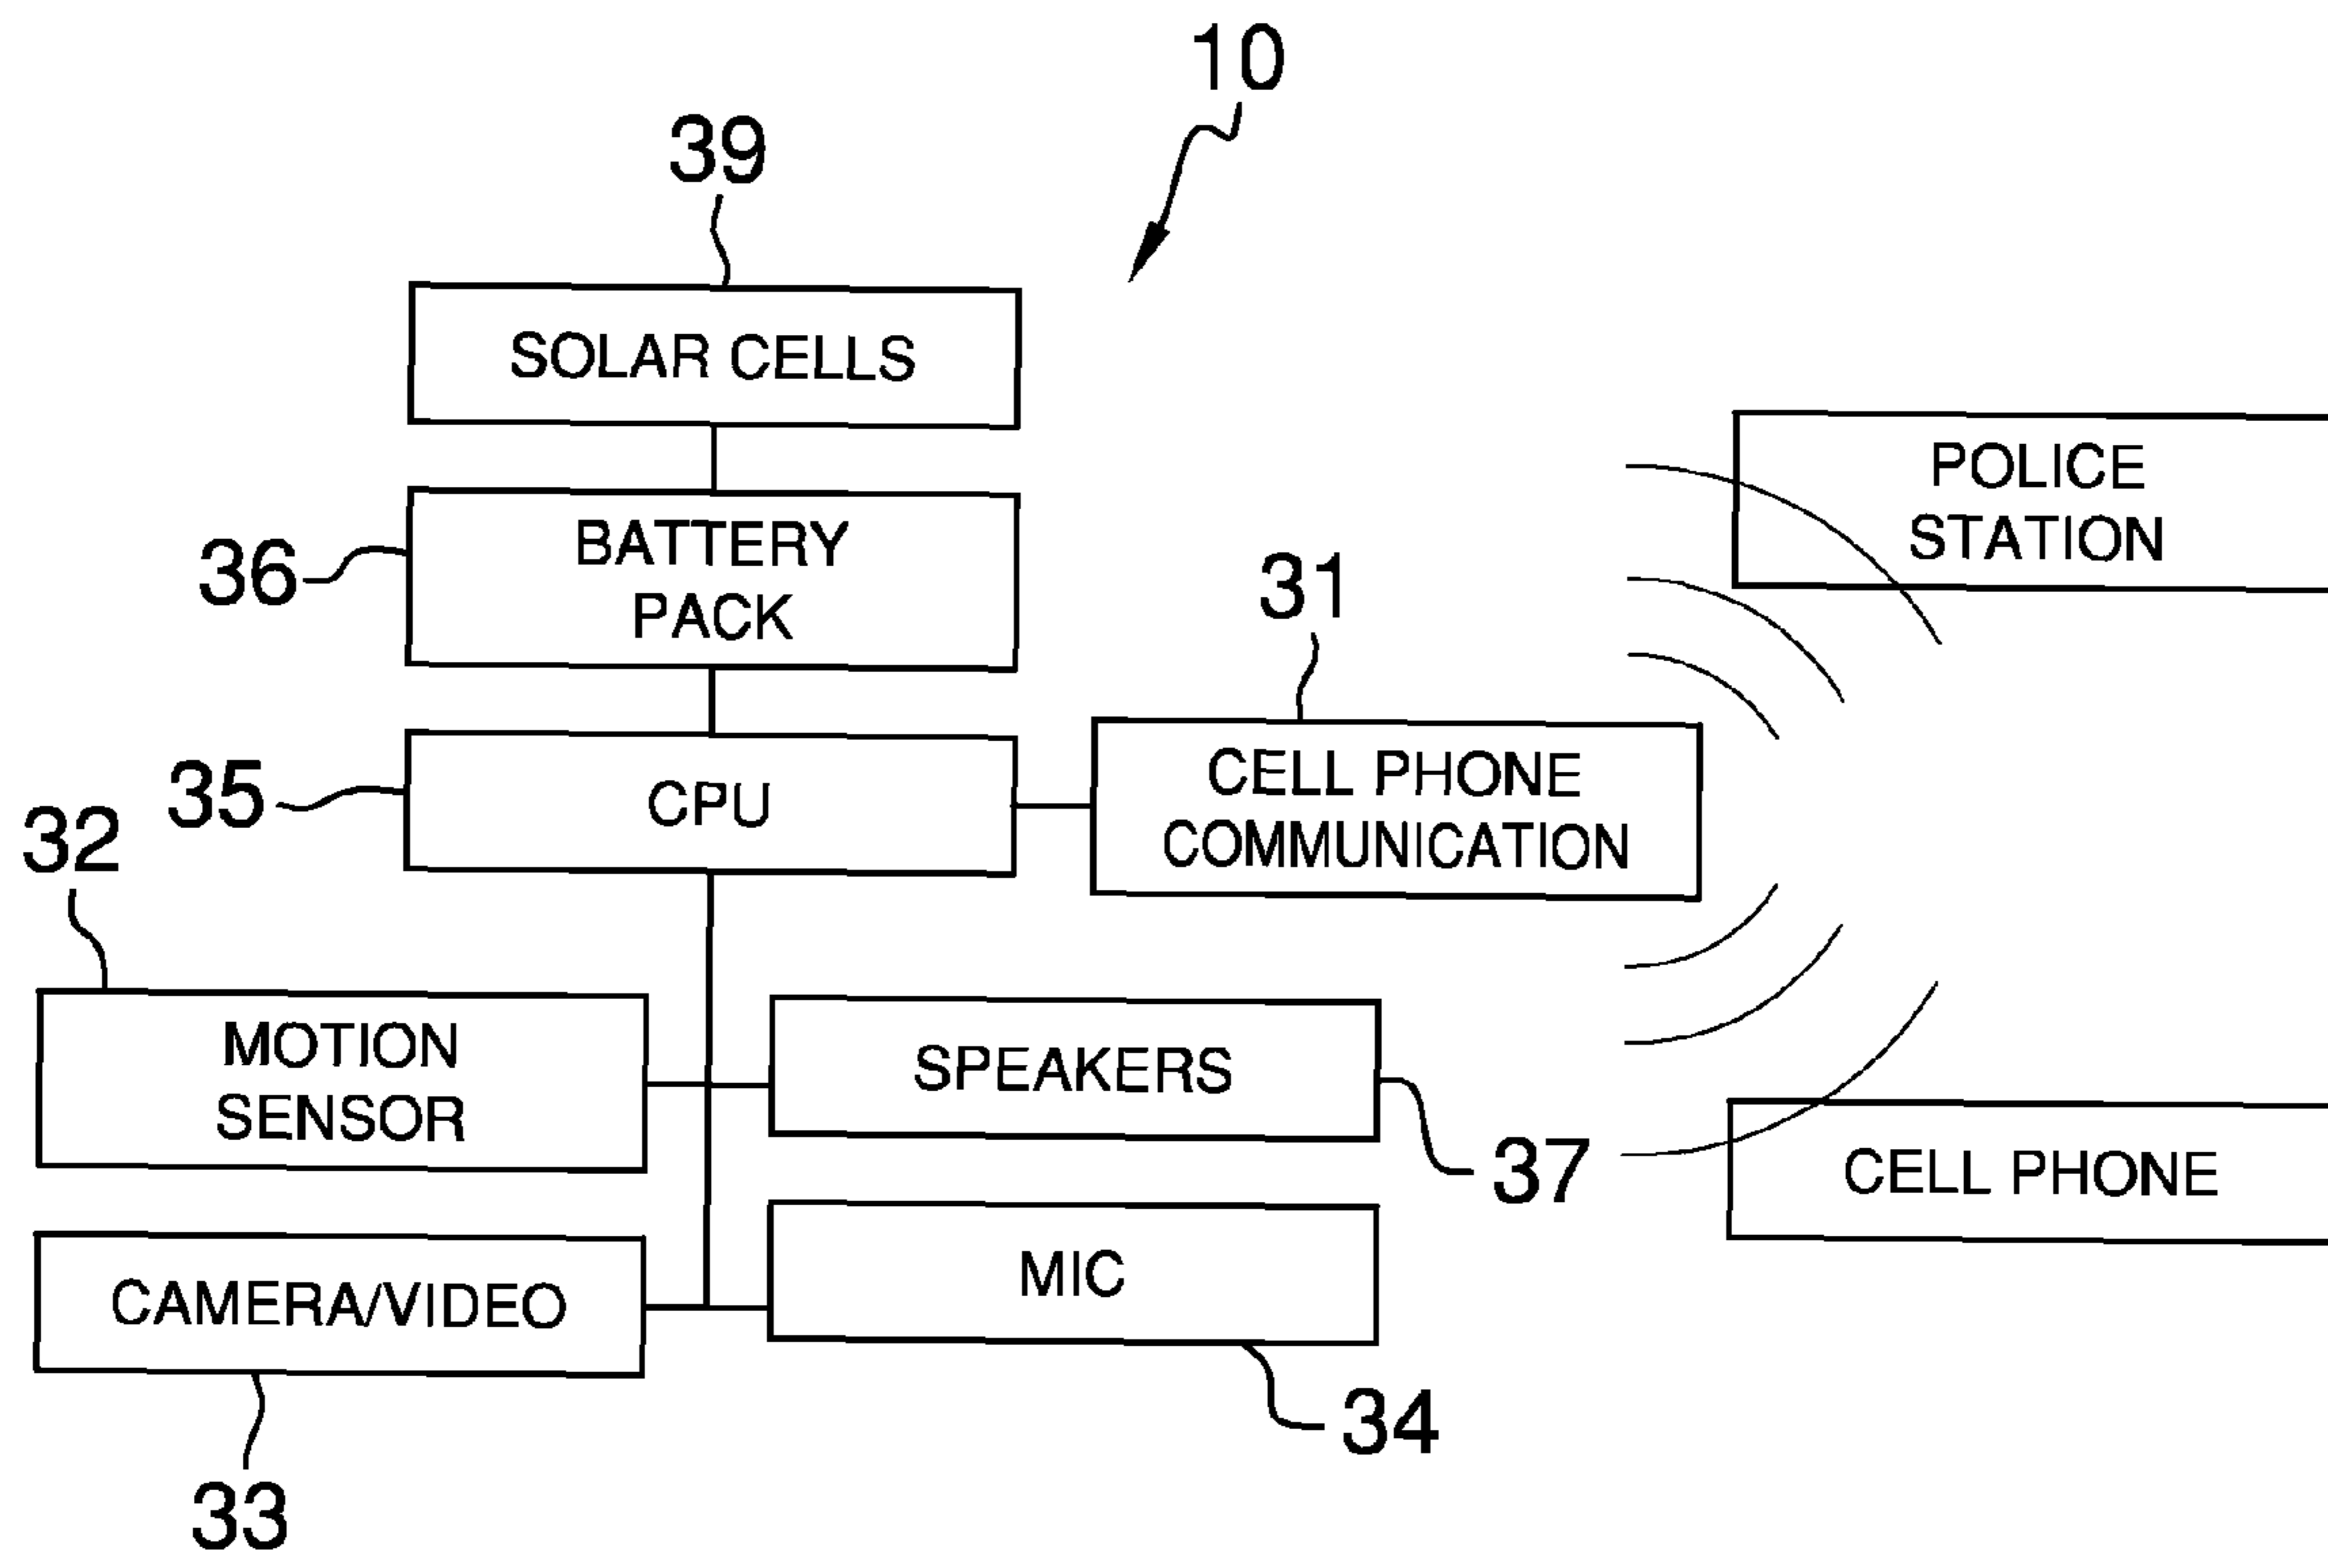 10
39
SOLAR CELLS
POLICE
STATION
36
BATTERY
PACK
31
35
CPU
CELL PHONE
COMMUNICATION
32
MOTION
SENSOR
SPEAKERS
37
CELL PHONE
CAMERA/VIDEO
MIC
34
33